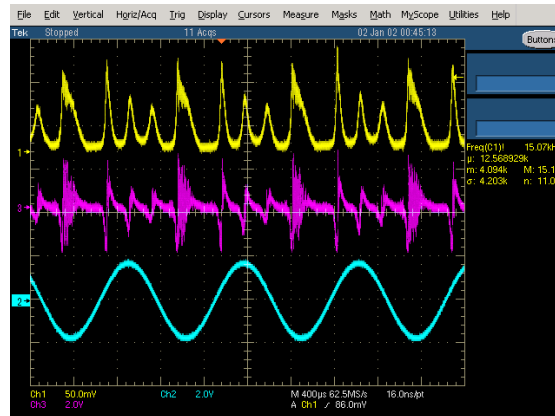 File Edit Vertical Horiz/Acq Trig Display Cursors Measure Masks Math MyScope Utilities Help
Tek Stopped 11 Acqs 02 Jan 02 00:45:13
Buttons
Freq(C1)! 15.07k
µ: 12.568929k
m: 4.094k M: 15.1
σ: 4.203k n: 11.0
1
3
2
Ch1 50.0mV Ch2 2.0V M 400µs 62.5MS/s 16.0ns/pt
Ch3 2.0V A Ch1 ∕ 86.0mV